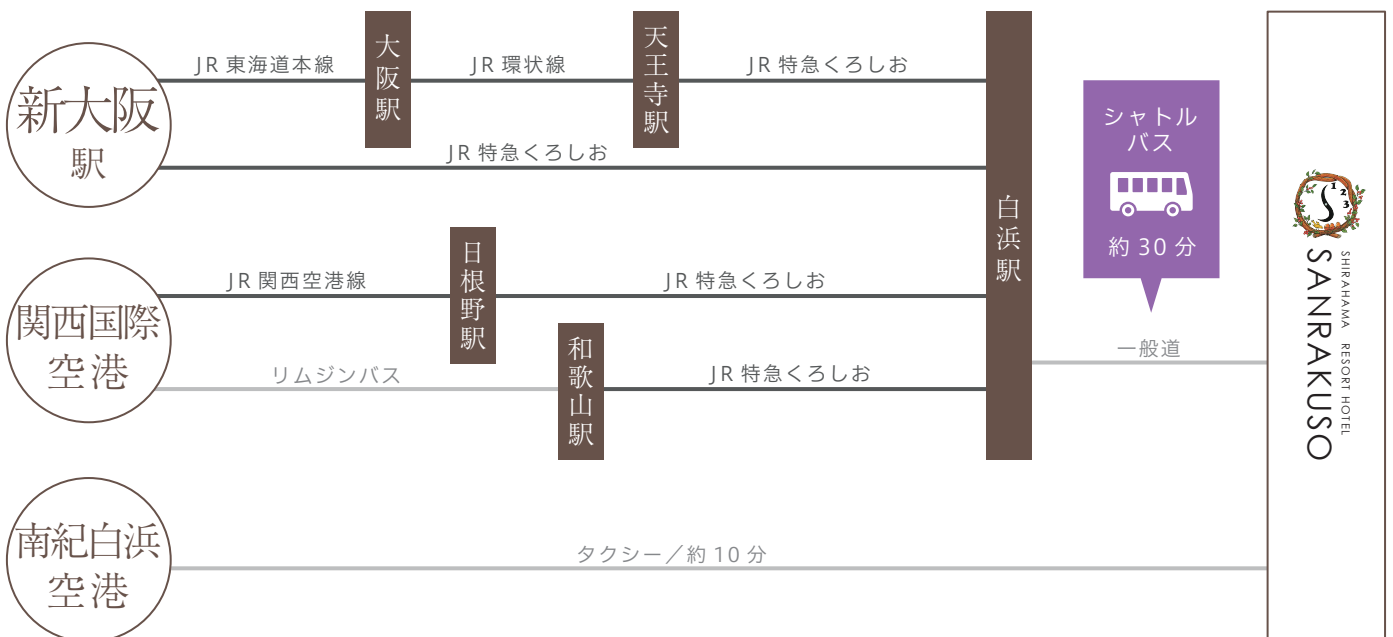 新大阪
駅
JR 東海道本線
大阪駅
JR 環状線
天王寺駅
JR 特急くろしお
JR 特急くろしお
関西国際
空港
JR 関西空港線
日根野駅
JR 特急くろしお
リムジンバス
和歌山駅
JR 特急くろしお
白浜駅
シャトル
バス
約 30 分
一般道
南紀白浜
空港
タクシー／約 10 分
S123
SHIRAHAMA RESORT HOTEL
SANRAKUSO